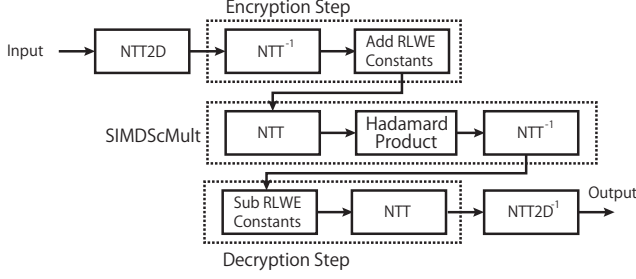 Encryption Step
Input
NTT2D
NTT⁻¹
Add RLWE
Constants
SIMDScMult
NTT
Hadamard
Product
NTT⁻¹
Sub RLWE
Constants
NTT
NTT2D⁻¹
Output
Decryption Step